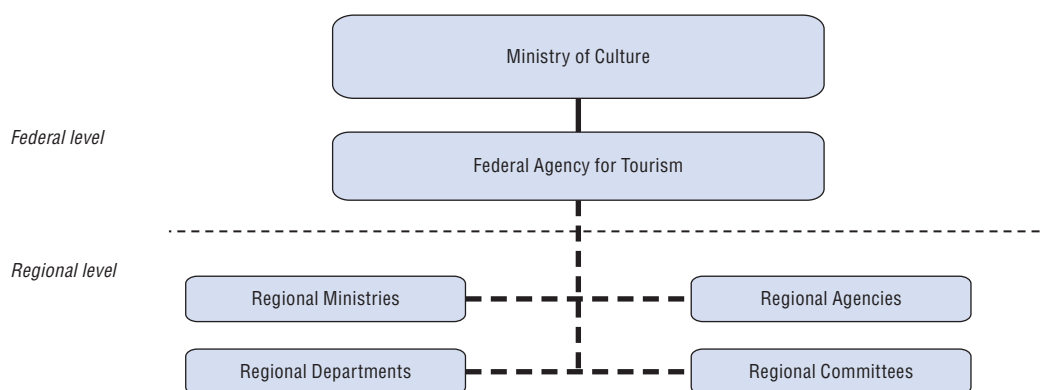 Ministry of Culture
Federal level
Federal Agency for Tourism
Regional level
Regional Ministries
Regional Agencies
Regional Departments
Regional Committees